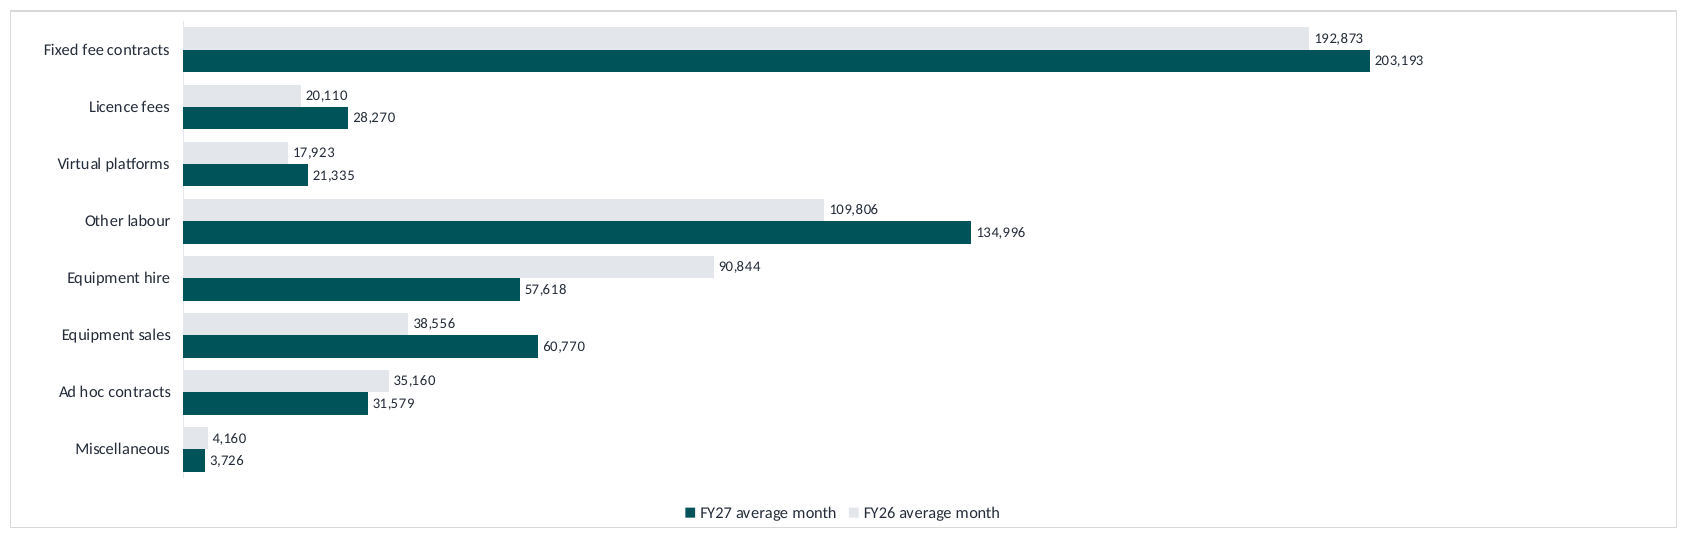 Fixed fee contracts
192,873
203,193
Licence fees
20,110
28,270
Virtual platforms
17,923
21,335
Other labour
109,806
134,996
Equipment hire
90,844
57,618
Equipment sales
38,556
60,770
Ad hoc contracts
35,160
31,579
Miscellaneous
4,160
3,726
FY27 average month FY26 average month